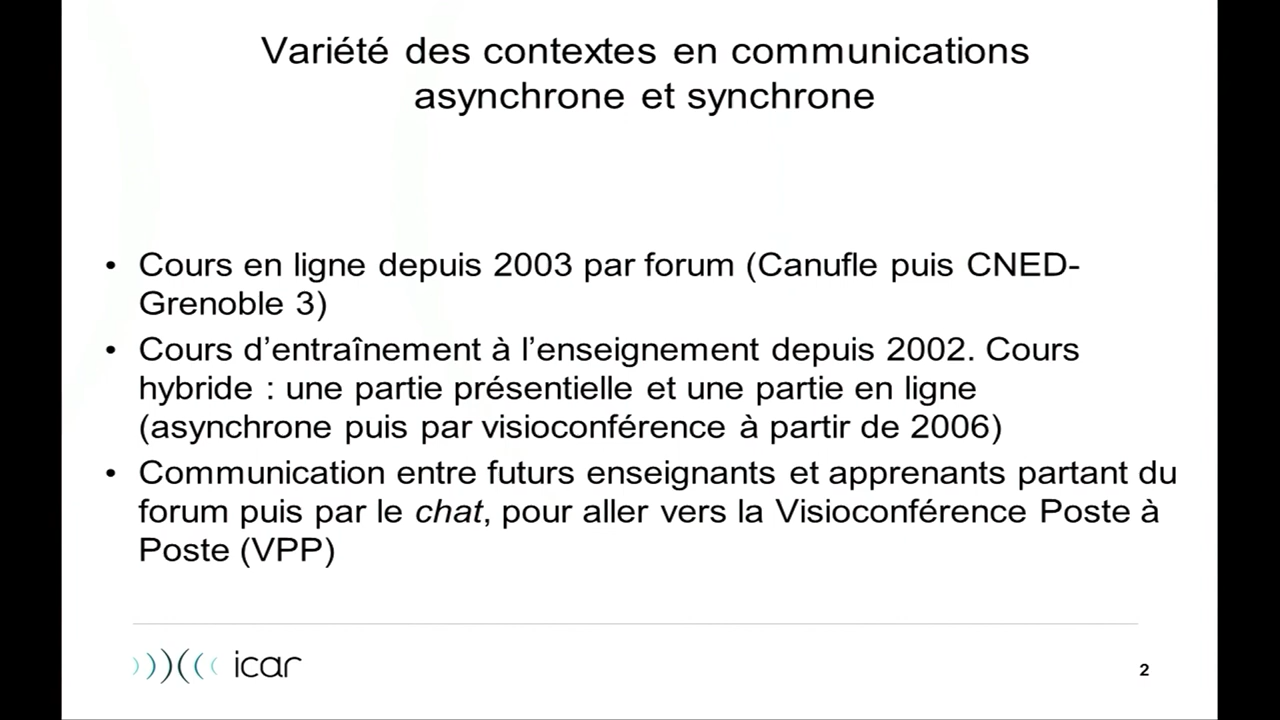 Variété des contextes en communications
asynchrone et synchrone
• Cours en ligne depuis 2003 par forum (Canufle puis CNED-
Grenoble 3)
• Cours d’entraînement à l’enseignement depuis 2002. Cours
hybride : une partie présentielle et une partie en ligne
(asynchrone puis par visioconférence à partir de 2006)
• Communication entre futurs enseignants et apprenants partant du
forum puis par le chat, pour aller vers la Visioconférence Poste à
Poste (VPP)
icar
2